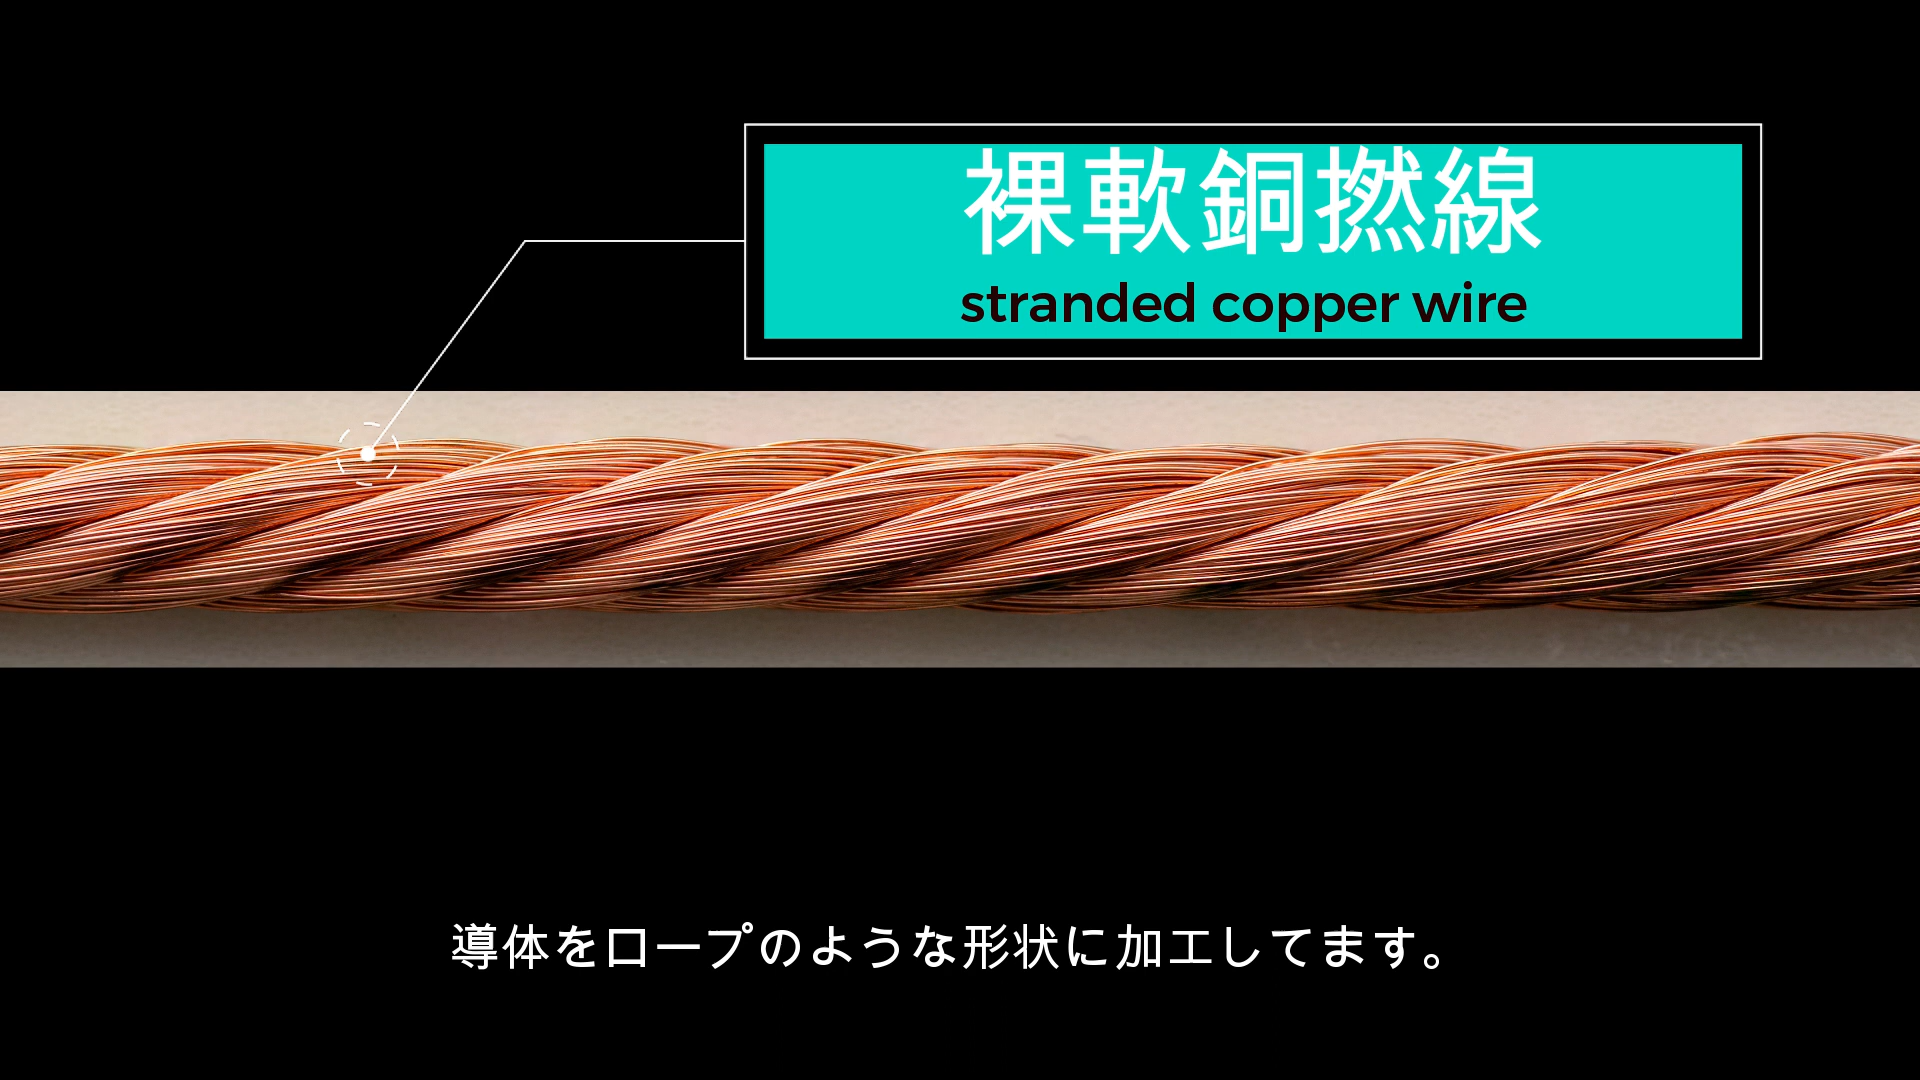 裸軟銅撚線
stranded copper wire
導体をロープのような形状に加工してます。